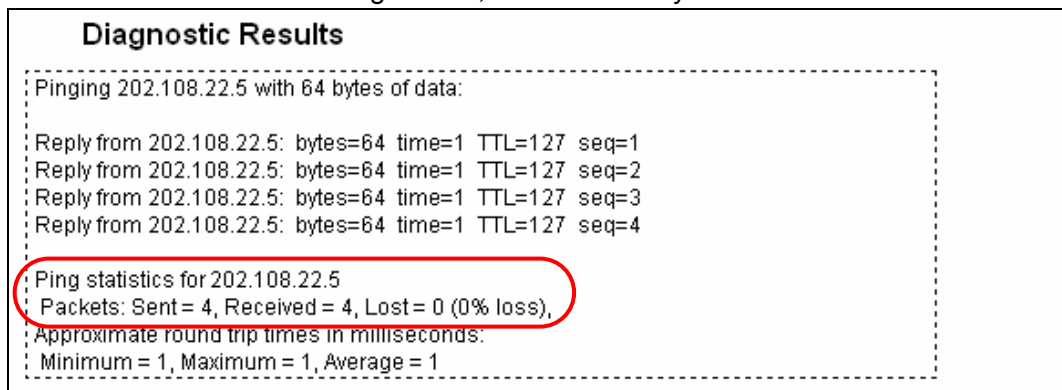 Diagnostic Results
Pinging 202.108.22.5 with 64 bytes of data:
Reply from 202.108.22.5: bytes=64 time=1 TTL=127 seq=1
Reply from 202.108.22.5: bytes=64 time=1 TTL=127 seq=2
Reply from 202.108.22.5: bytes=64 time=1 TTL=127 seq=3
Reply from 202.108.22.5: bytes=64 time=1 TTL=127 seq=4
Ping statistics for 202.108.22.5
Packets: Sent = 4, Received = 4, Lost = 0 (0% loss),
Approximate round trip times in milliseconds:
Minimum = 1, Maximum = 1, Average = 1